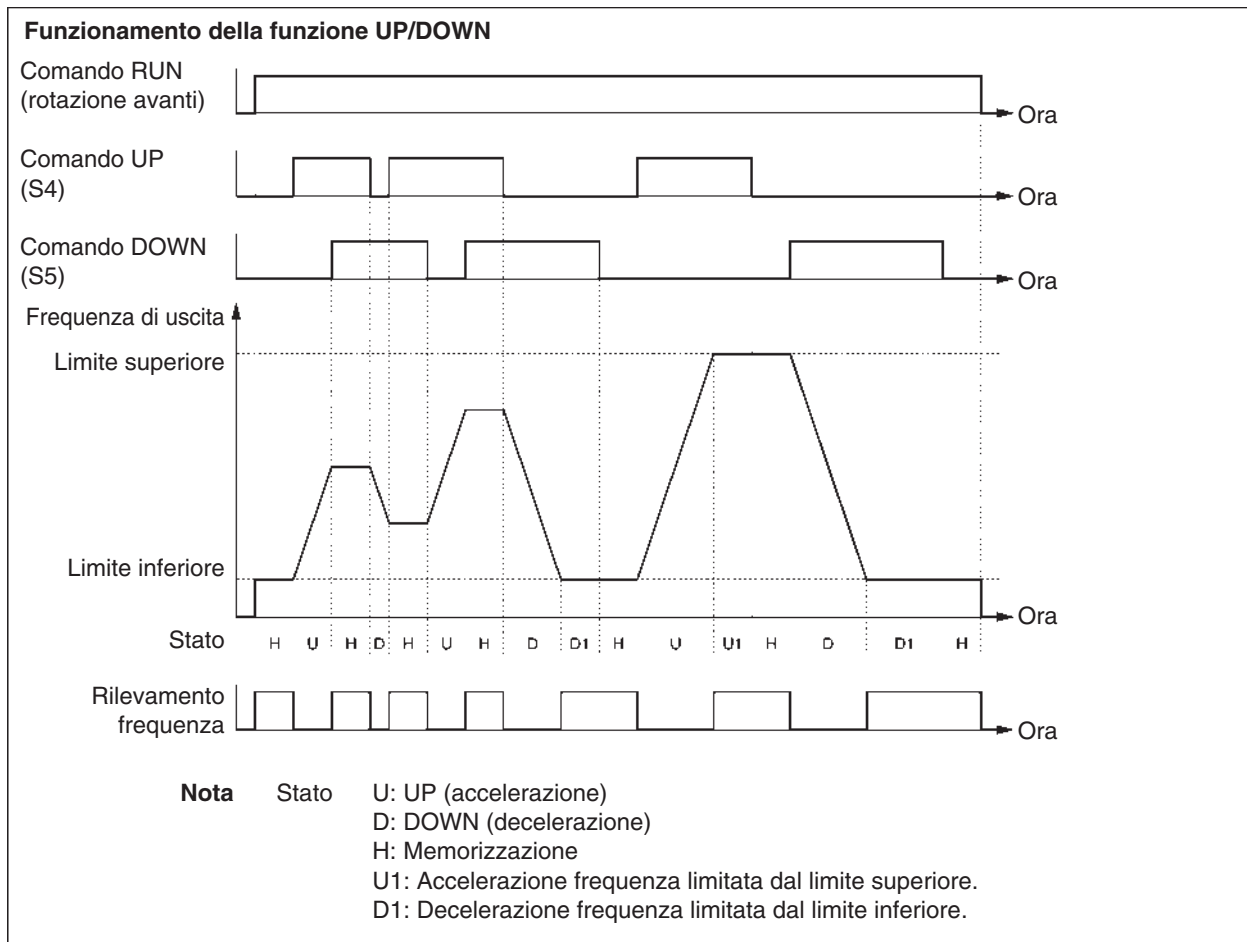 Funzionamento della funzione UP/DOWN
Comando RUN
(rotazione avanti)
Ora
Comando UP
(S4)
Ora
Comando DOWN
(S5)
Ora
Frequenza di uscita
Limite superiore
Limite inferiore
Ora
Stato H U H D H U H D D1 H U U1 H D D1 H
Rilevamento
frequenza
Ora
Nota Stato U: UP (accelerazione)
D: DOWN (decelerazione)
H: Memorizzazione
U1: Accelerazione frequenza limitata dal limite superiore.
D1: Decelerazione frequenza limitata dal limite inferiore.